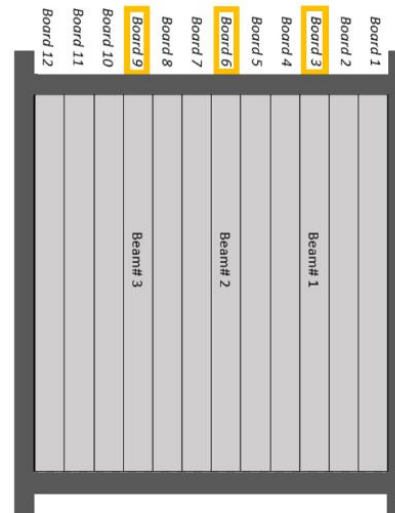 Board 1
Board 2
Board 3
Board 4
Board 5
Board 6
Board 7
Board 8
Board 9
Board 10
Board 11
Board 12
Beam# 1
Beam# 2
Beam# 3